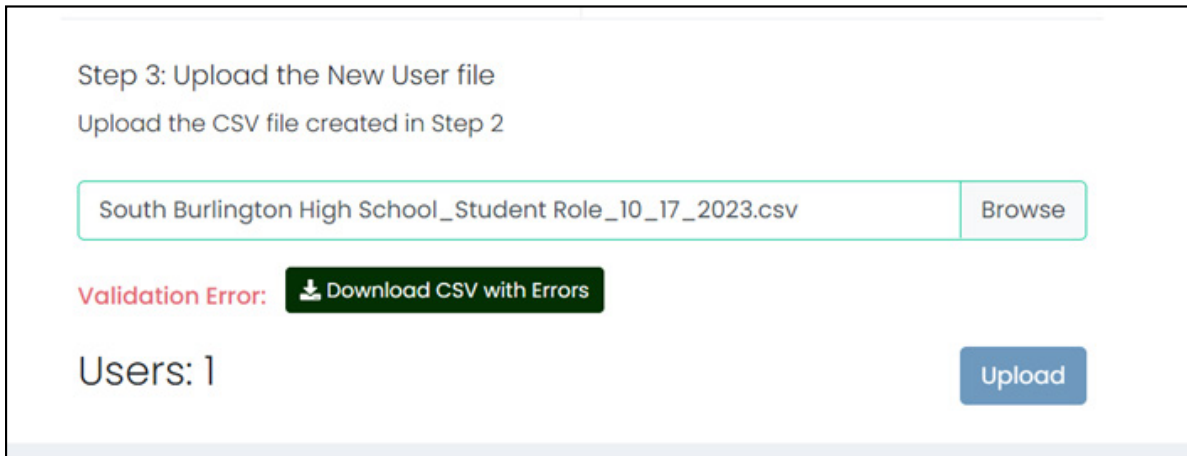 Step 3: Upload the New User file
Upload the CSV file created in Step 2
South Burlington High School_Student Role_10_17_2023.csv Browse
Validation Error: Download CSV with Errors
Users: 1 Upload